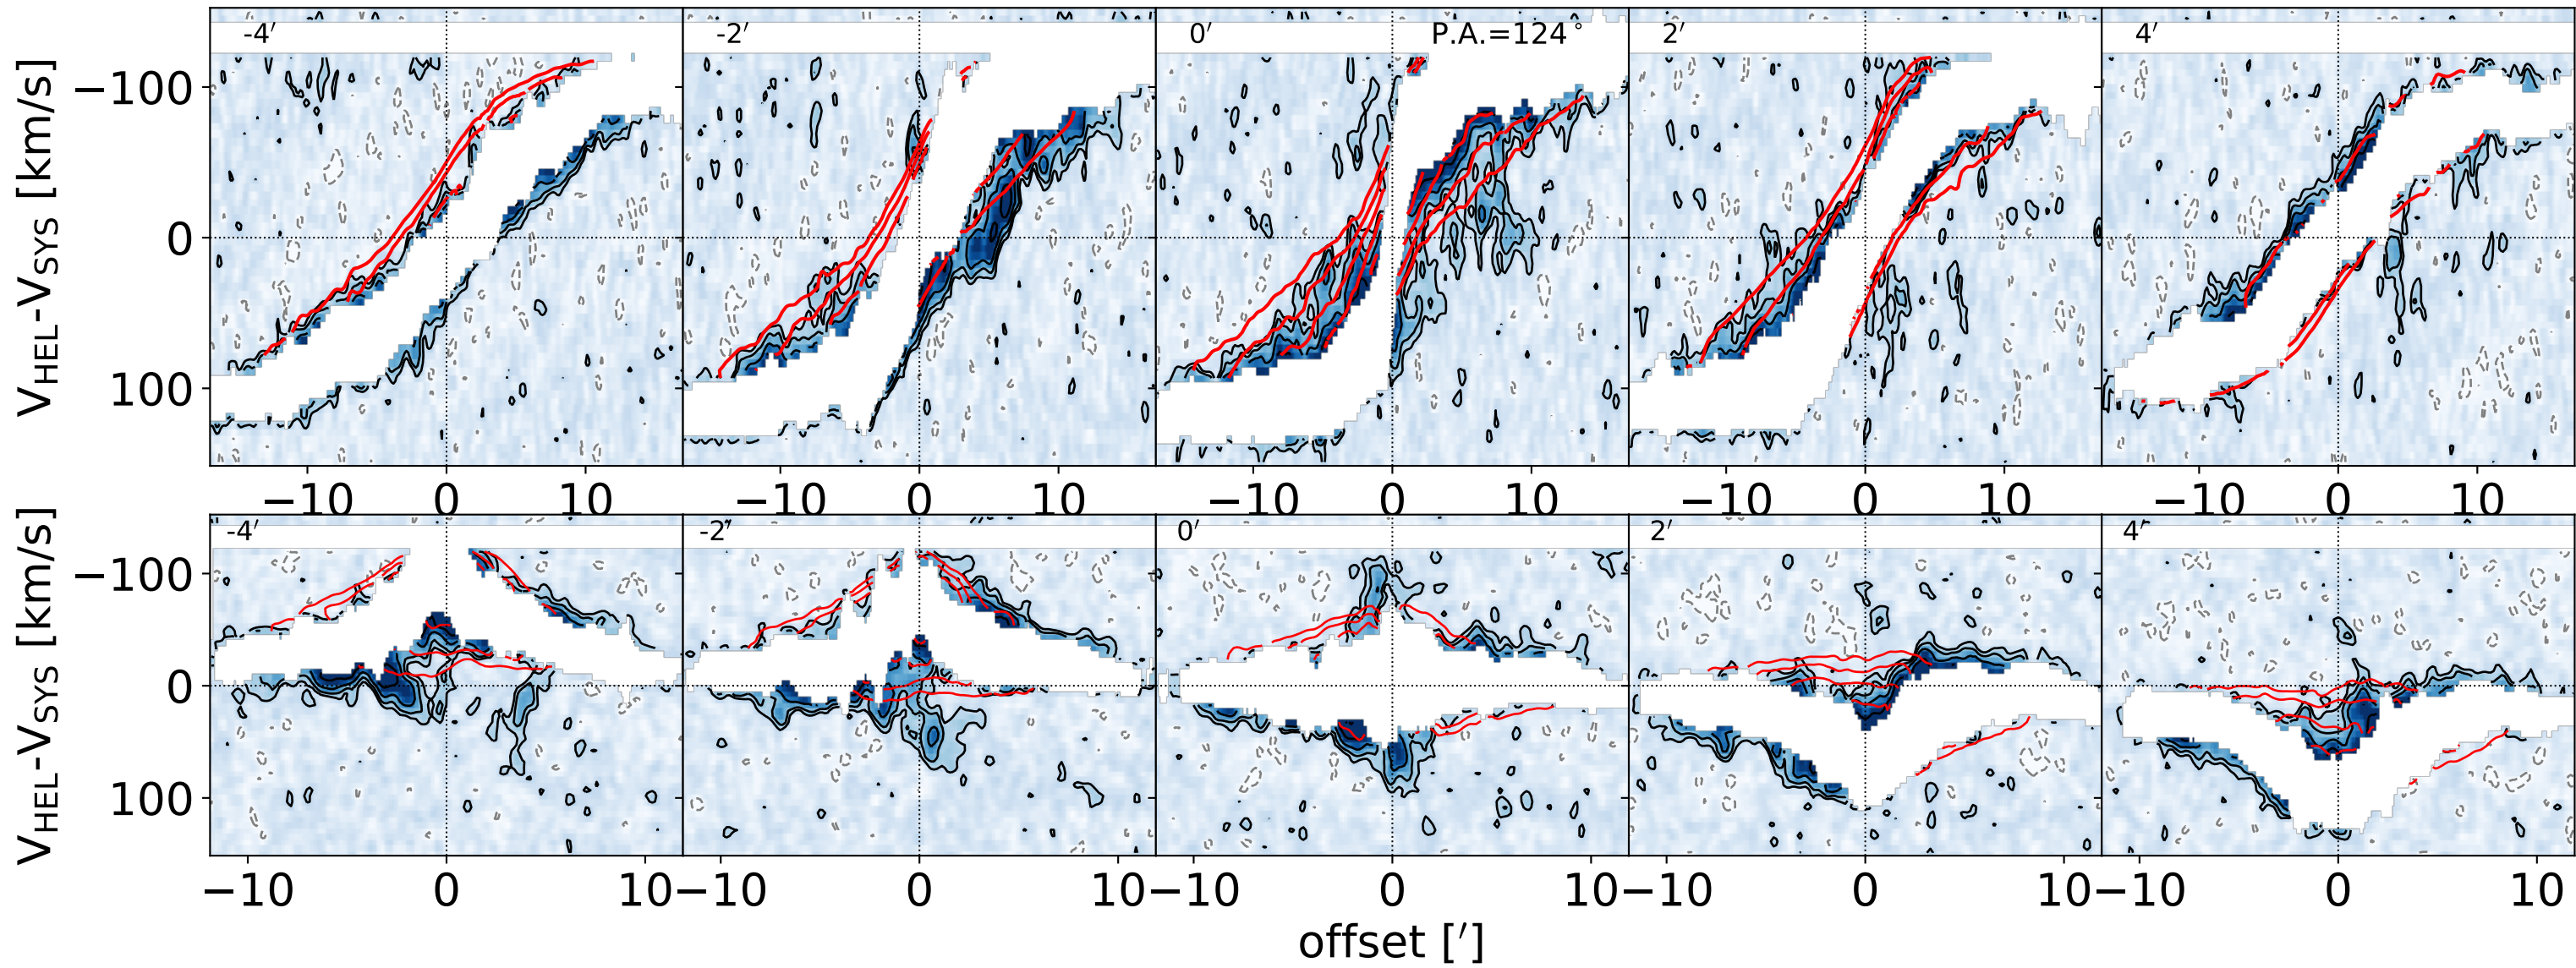 -4′ -2′ 0′ P.A.=124° 2′ 4′
V_HEL-V_SYS [km/s]
−100
0
100
−10 0 10 −10 0 10 −10 0 10 −10 0 10 −10 0 10
-4′ -2′ 0′ 2′ 4′
V_HEL-V_SYS [km/s]
−100
0
100
−10 0 10 −10 0 10 −10 0 10 −10 0 10 −10 0 10
offset [′]